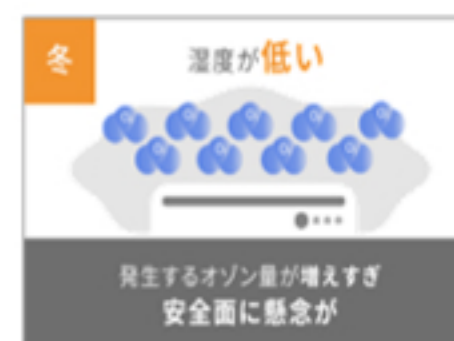 冬
湿度が低い
発生するオゾン量が増えすぎ
安全面に懸念が